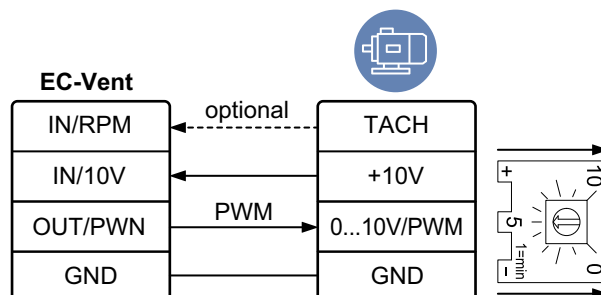 EC-Vent
optional
IN/RPM
TACH
IN/10V
+10V
PWM
OUT/PWN
0...10V/PWM
GND
GND
+
10
5
1=min
-
0